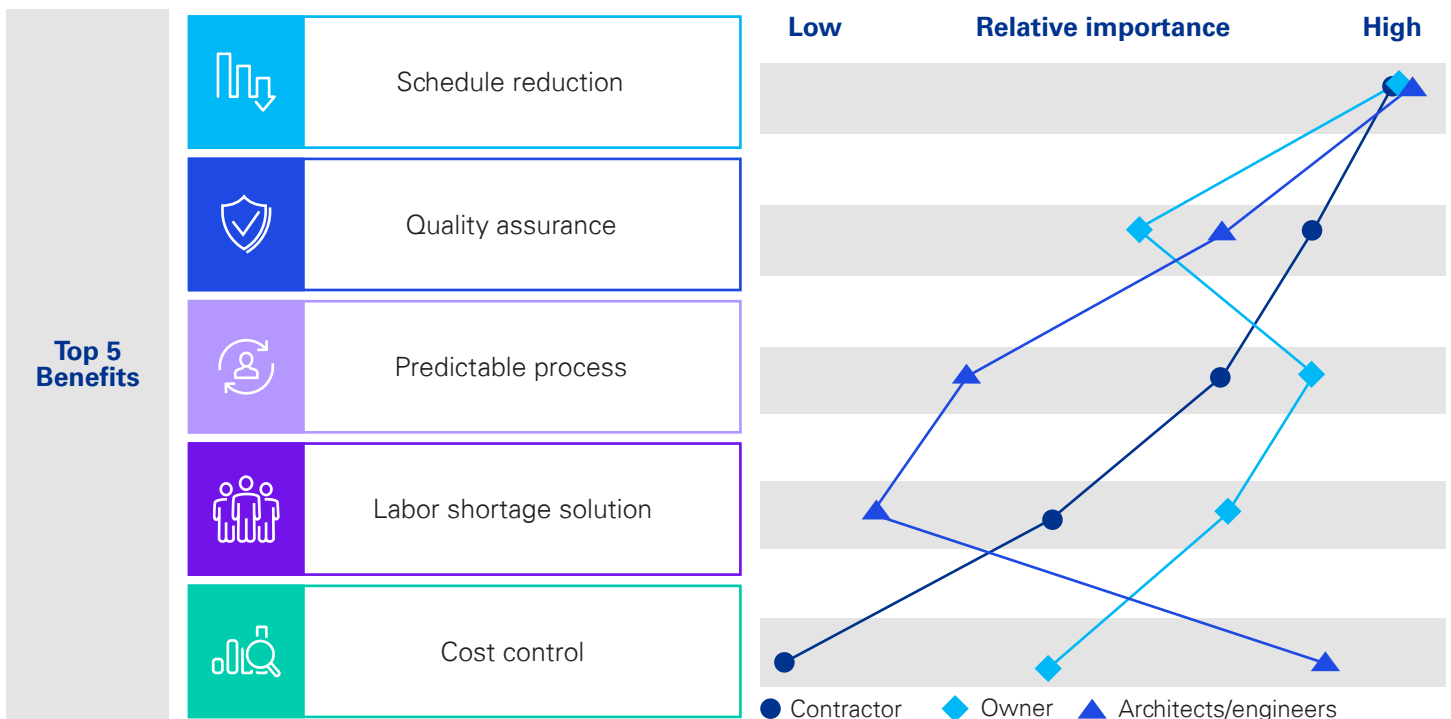 Low Relative importance High
Schedule reduction
Quality assurance
Top 5
Benefits
Predictable process
Labor shortage solution
Cost control
Contractor Owner Architects/engineers